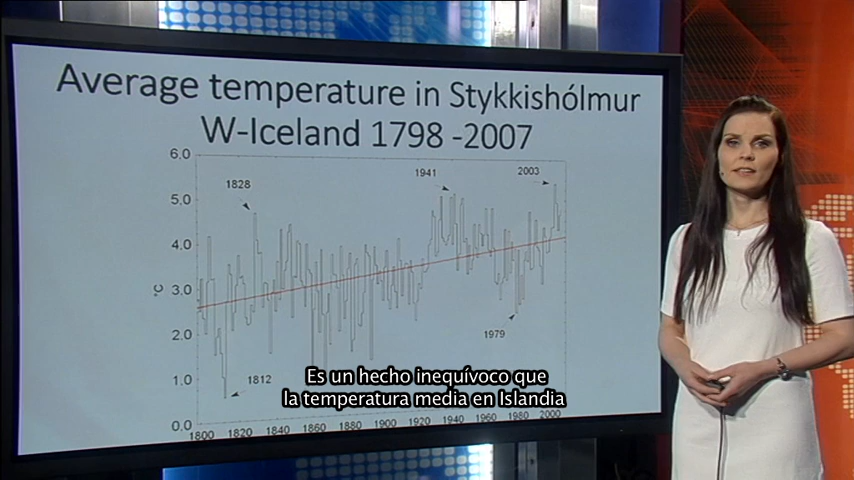 Average temperature in Stykkishólmur
W-Iceland 1798 -2007
6.0
5.0
4.0
3.0
2.0
1.0
0.0
°C
1828
1941
2003
1979
1812
1800 1820 1840 1860 1880 1900 1920 1940 1960 1980 2000
Es un hecho inequívoco que
la temperatura media en Islandia